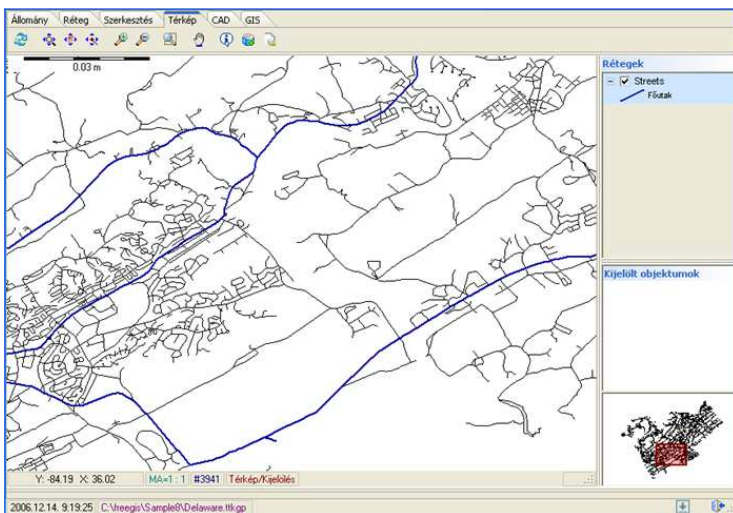 Állomány Réteg Szerkesztés Térkép CAD GIS
0.03 m
Rétegek
Streets
Főutak
Kijelölt objektumok
Y: -84.19 X: 36.02 MA=1 : 1 #3941 Térkép/Kijelölés
2006.12.14. 9:19:25 C:\freegis\Sample8\Delaware.ttkgp